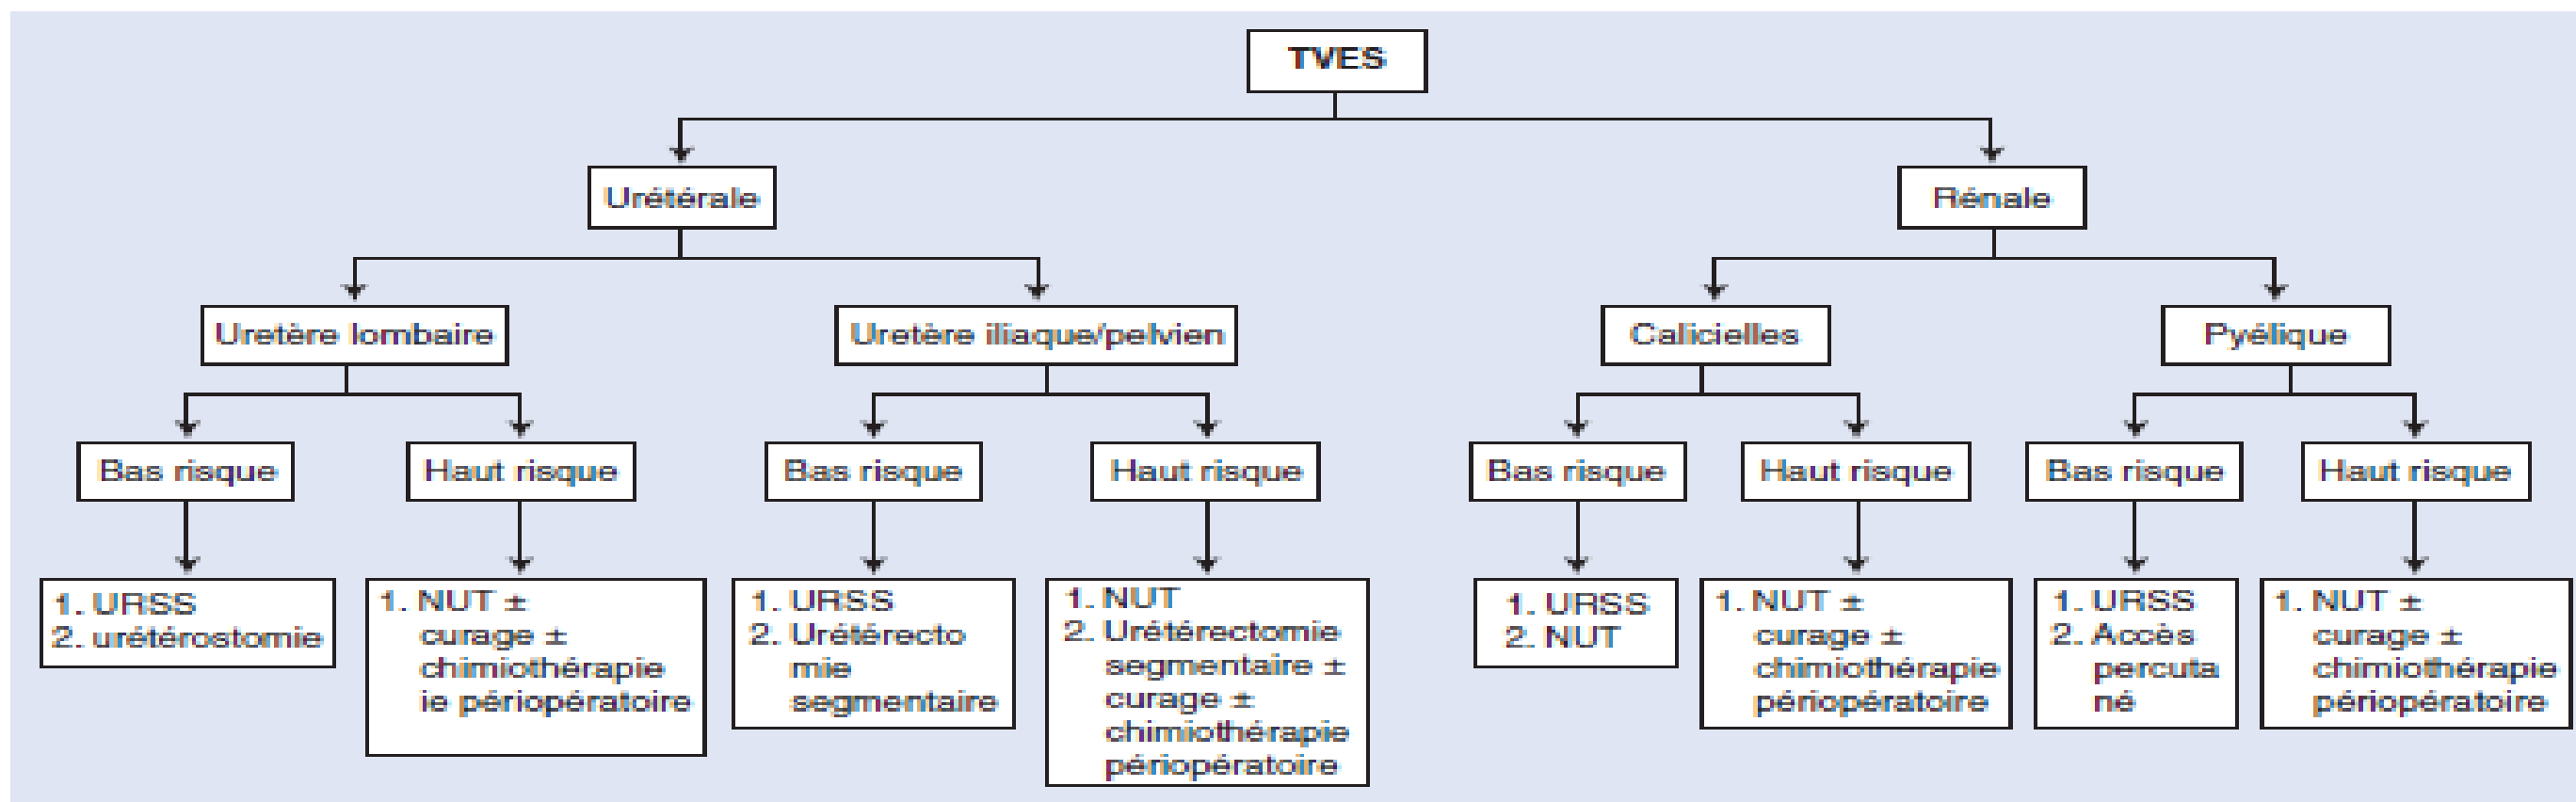 TVES
Urétérale
Rénale
Uretère lombaire
Uretère iliaque/pelvien
Calicielles
Pyélique
Bas risque
Haut risque
Bas risque
Haut risque
Bas risque
Haut risque
Bas risque
Haut risque
1. URSS
2. urétérostomie
1. NUT ±
curage ±
chimiothérapie
ie périopératoire
1. URSS
2. Urétérecto
mie
segmentaire
1. NUT
2. Urétérectomie
segmentaire ±
curage ±
chimiothérapie
périopératoire
1. URSS
2. NUT
1. NUT ±
curage ±
chimiothérapie
périopératoire
1. URSS
2. Accès
percuta
né
1. NUT ±
curage ±
chimiothérapie
périopératoire